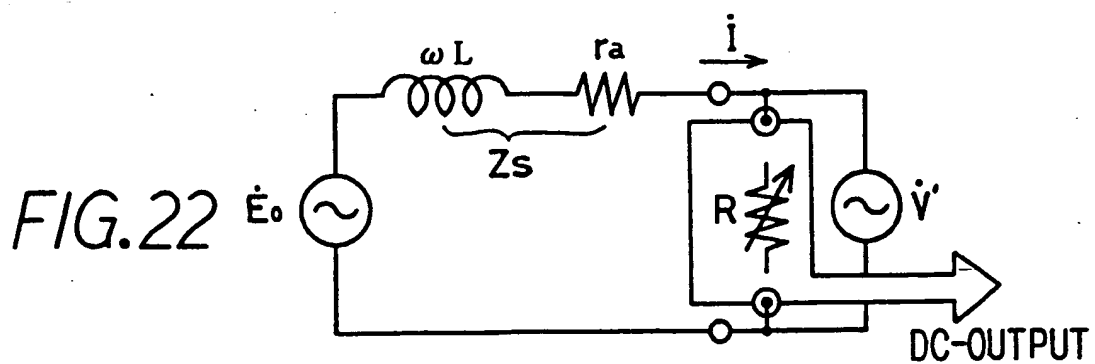 ωL
ra
İ
Zs
FIG.22
Ė₀
R
V̇'
DC-OUTPUT